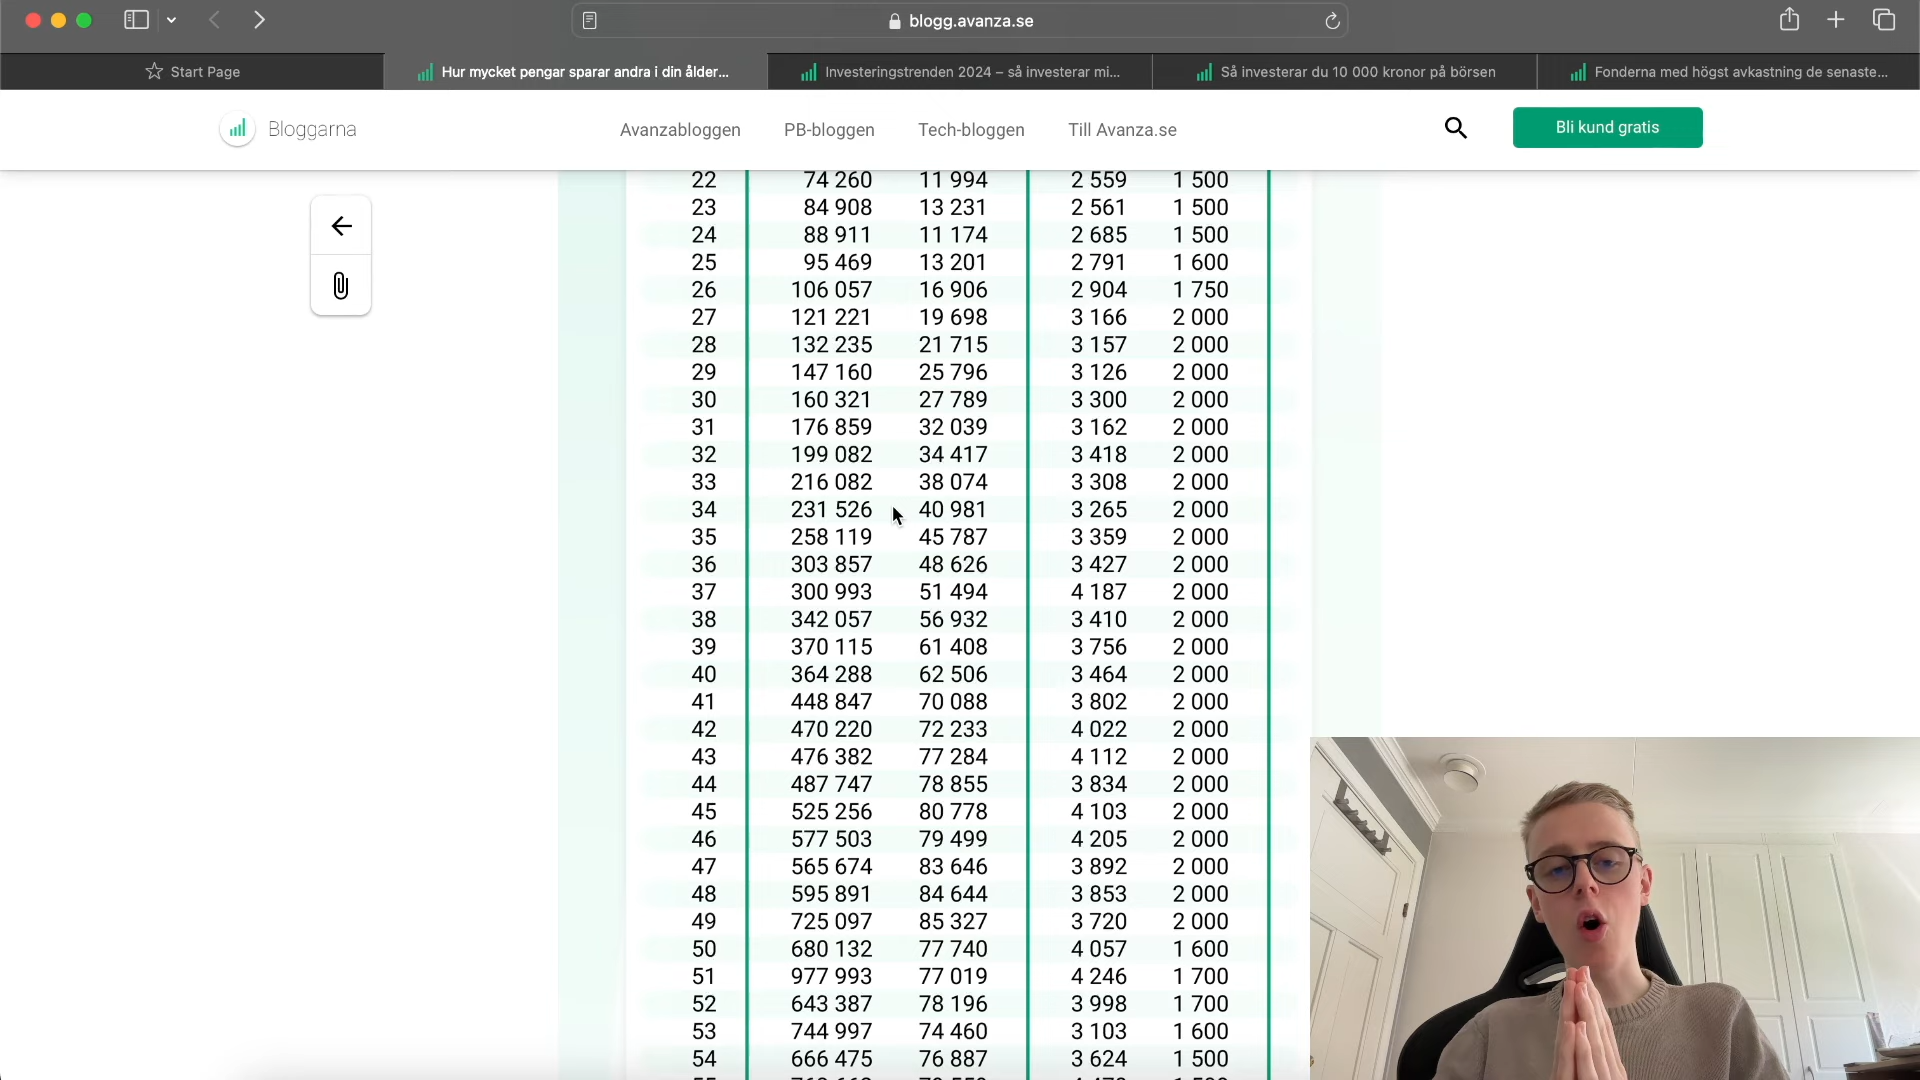 blogg.avanza.se
Start Page
Hur mycket pengar sparar andra i din ålder...
Investeringstrenden 2024 – så investerar mi...
Så investerar du 10 000 kronor på börsen
Fonderna med högst avkastning de senaste...
Bloggarna
Avanzabloggen
PB-bloggen
Tech-bloggen
Till Avanza.se
Bli kund gratis
22 74 260 11 994 2 559 1 500
23 84 908 13 231 2 561 1 500
24 88 911 11 174 2 685 1 500
25 95 469 13 201 2 791 1 600
26 106 057 16 906 2 904 1 750
27 121 221 19 698 3 166 2 000
28 132 235 21 715 3 157 2 000
29 147 160 25 796 3 126 2 000
30 160 321 27 789 3 300 2 000
31 176 859 32 039 3 162 2 000
32 199 082 34 417 3 418 2 000
33 216 082 38 074 3 308 2 000
34 231 526 40 981 3 265 2 000
35 258 119 45 787 3 359 2 000
36 303 857 48 626 3 427 2 000
37 300 993 51 494 4 187 2 000
38 342 057 56 932 3 410 2 000
39 370 115 61 408 3 756 2 000
40 364 288 62 506 3 464 2 000
41 448 847 70 088 3 802 2 000
42 470 220 72 233 4 022 2 000
43 476 382 77 284 4 112 2 000
44 487 747 78 855 3 834 2 000
45 525 256 80 778 4 103 2 000
46 577 503 79 499 4 205 2 000
47 565 674 83 646 3 892 2 000
48 595 891 84 644 3 853 2 000
49 725 097 85 327 3 720 2 000
50 680 132 77 740 4 057 1 600
51 977 993 77 019 4 246 1 700
52 643 387 78 196 3 998 1 700
53 744 997 74 460 3 103 1 600
54 666 475 76 887 3 624 1 500